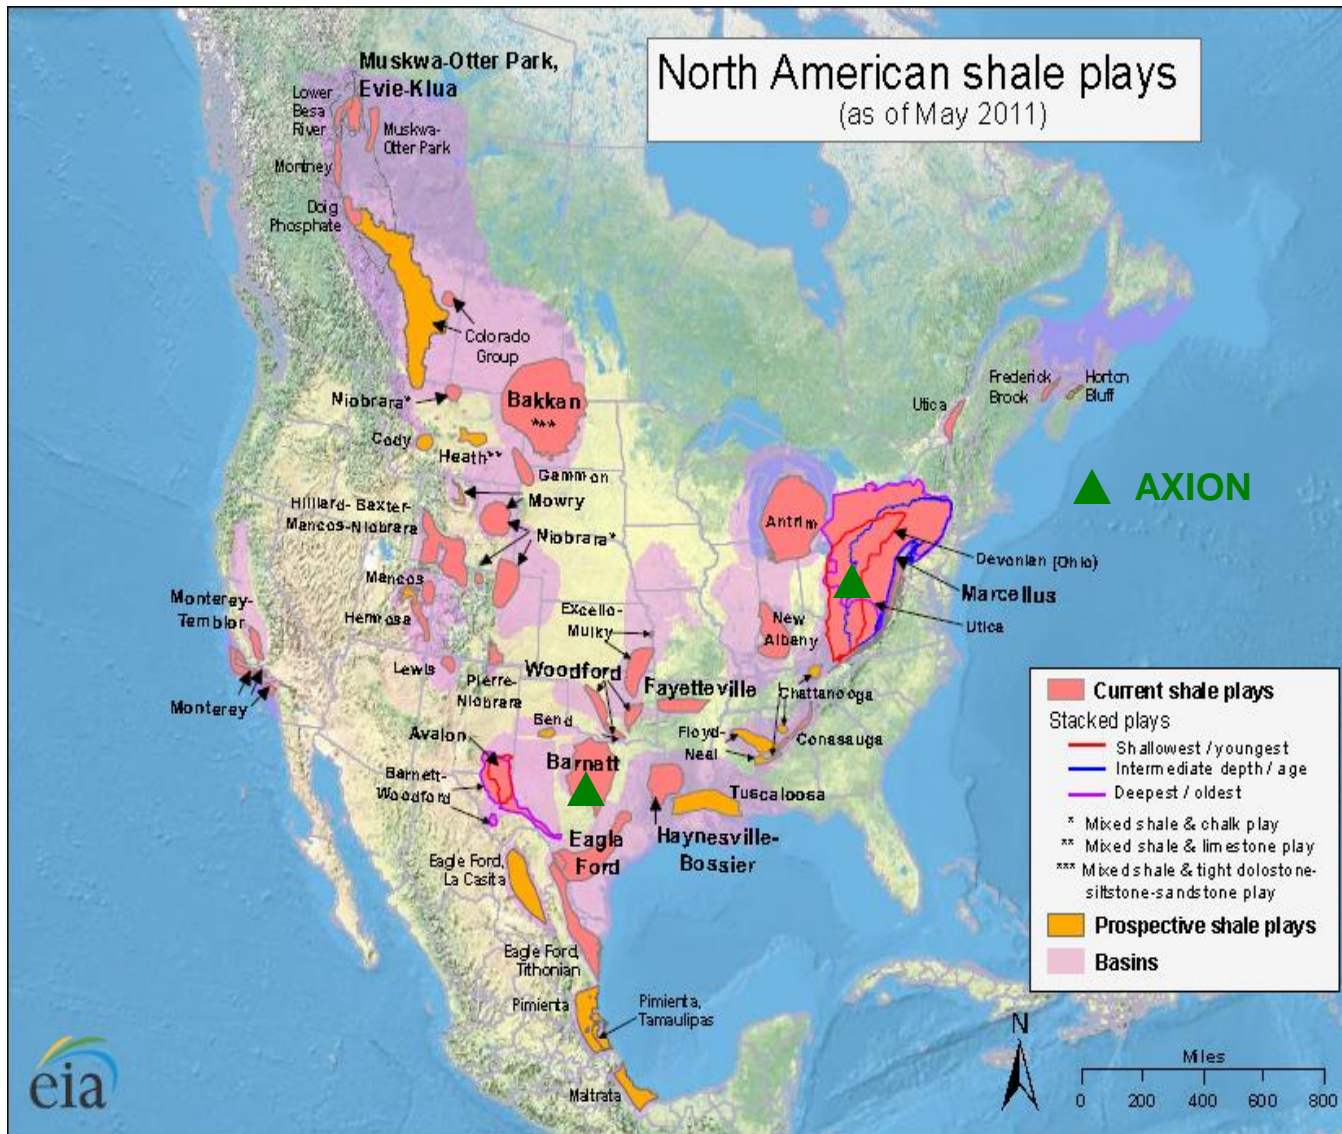 North American shale plays
(as of May 2011)
Muskwa-Otter Park,
Evie-Klua
Lower
Besa
River
Muskwa-
Otter Park
Montney
Doig
Phosphate
Colorado
Group
Niobrara*
Bakken
***
Cody
Heath**
Gammon
Mowry
Hilliard-Baxter-
Mancos-Niobrara
Niobrara*
Mancos
Hermosa
Monterey-
Temblor
Monterey
Lewis
Pierre-
Niobrara
Excello-
Mulky
Woodford
Fayetteville
Bend
Avalon
Barnett
Barnett-
Woodford
Eagle
Ford
Haynesville-
Bossier
Tuscaloosa
Floyd-
Neal
Conasauga
Chattanooga
New
Albany
Antrim
Devonian (Ohio)
Marcellus
Utica
Utica
Frederick
Brook
Horton
Bluff
AXION
Eagle Ford,
La Casita
Eagle Ford,
Tithonian
Pimienta
Pimienta,
Tamaulipas
Maltrata
Current shale plays
Stacked plays
Shallowest / youngest
Intermediate depth / age
Deepest / oldest
* Mixed shale & chalk play
** Mixed shale & limestone play
*** Mixed shale & tight dolostone-
siltstone-sandstone play
Prospective shale plays
Basins
N
Miles
0 200 400 600 800
eia